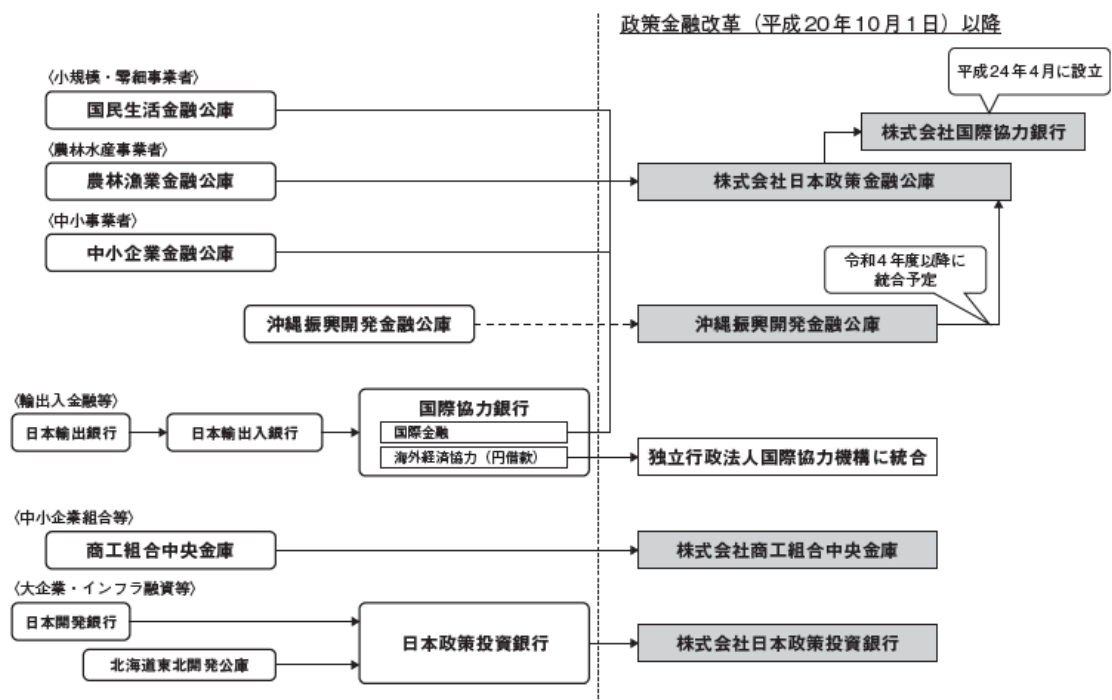 政策金融改革（平成20年10月1日）以降
平成24年4月に設立
〈小規模・零細事業者〉
国民生活金融公庫
株式会社国際協力銀行
〈農林水産事業者〉
農林漁業金融公庫
株式会社日本政策金融公庫
〈中小事業者〉
中小企業金融公庫
令和4年度以降に
統合予定
沖縄振興開発金融公庫
沖縄振興開発金融公庫
〈輸出入金融等〉
日本輸出銀行
日本輸出入銀行
国際協力銀行
国際金融
海外経済協力（円借款）
独立行政法人国際協力機構に統合
〈中小企業組合等〉
商工組合中央金庫
株式会社商工組合中央金庫
〈大企業・インフラ融資等〉
日本開発銀行
日本政策投資銀行
株式会社日本政策投資銀行
北海道東北開発公庫